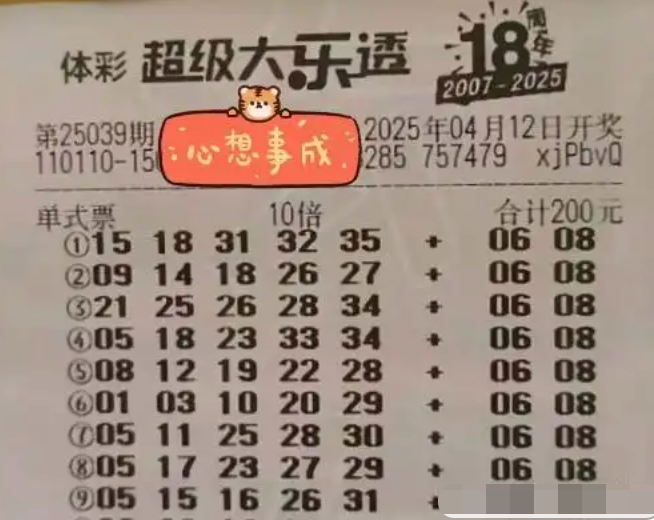 体彩 超级大乐透 18周年 2007-2025
第25039期 2025年04月12日开奖
110110-15 285 757479 xjPbvQ
心想事成
单式票 10倍 合计200元
①15 18 31 32 35 + 06 08
②09 14 18 26 27 + 06 08
③21 25 26 28 34 + 06 08
④05 18 23 33 34 + 06 08
⑤08 12 19 22 28 + 06 08
⑥01 03 10 20 29 + 06 08
⑦05 11 25 28 30 + 06 08
⑧05 17 23 27 29 + 06 08
⑨05 15 16 26 31 +